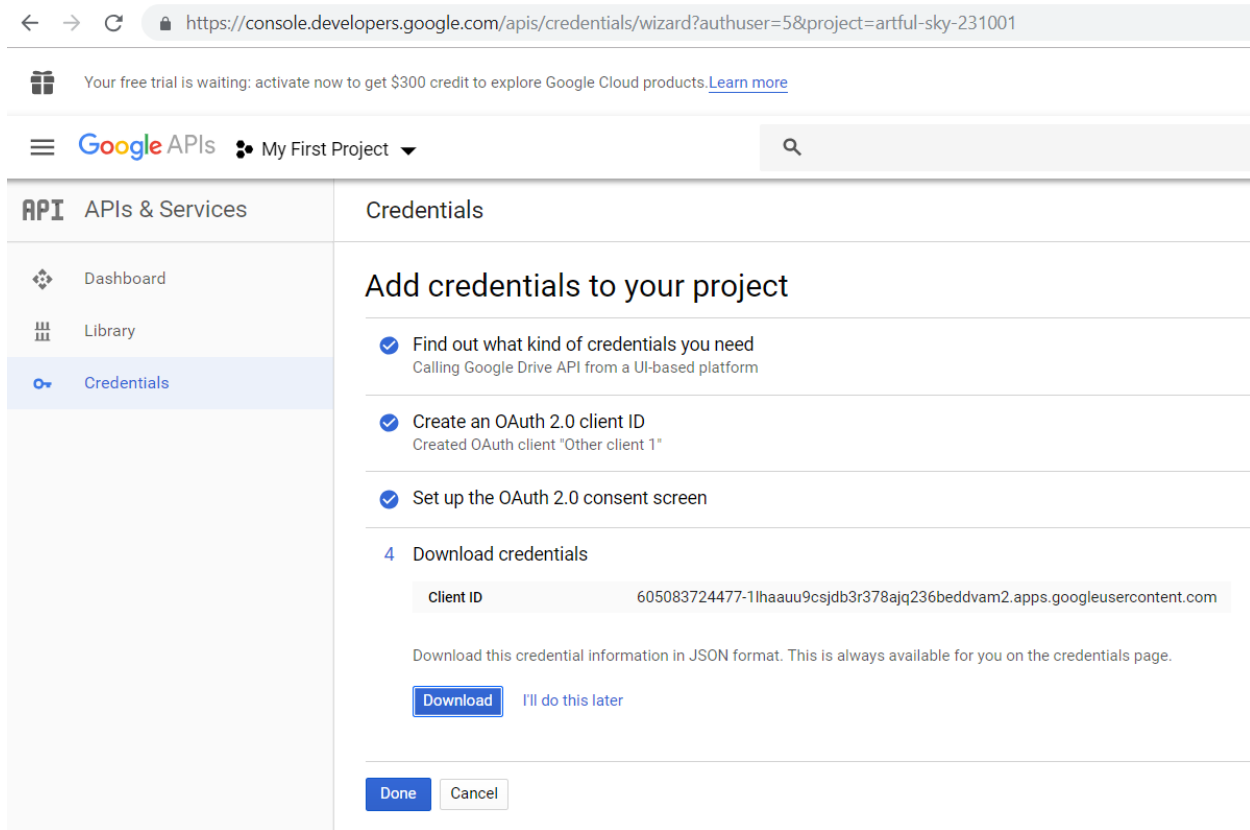 https://console.developers.google.com/apis/credentials/wizard?authuser=5&project=artful-sky-231001
Your free trial is waiting: activate now to get $300 credit to explore Google Cloud products.Learn more
Google APIs My First Project
API APIs & Services
Credentials
Dashboard
Library
Credentials
Add credentials to your project
Find out what kind of credentials you need
Calling Google Drive API from a UI-based platform
Create an OAuth 2.0 client ID
Created OAuth client "Other client 1"
Set up the OAuth 2.0 consent screen
4 Download credentials
Client ID 605083724477-1lhaauu9csjdb3r378ajq236beddvam2.apps.googleusercontent.com
Download this credential information in JSON format. This is always available for you on the credentials page.
Download I'll do this later
Done Cancel